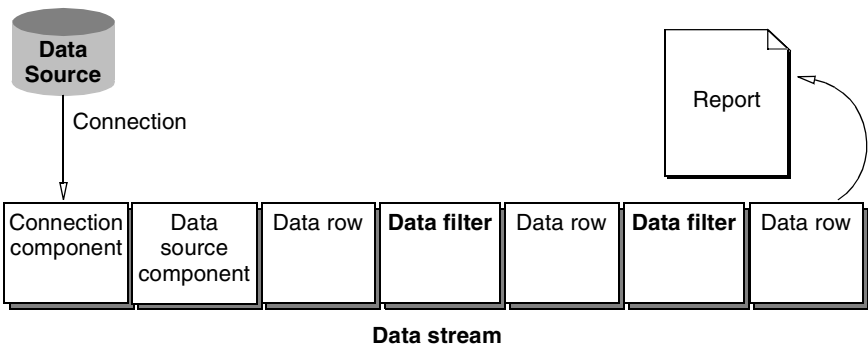 Data
Source
Connection
Report
Connection
component
Data
source
component
Data row
Data filter
Data row
Data filter
Data row
Data stream